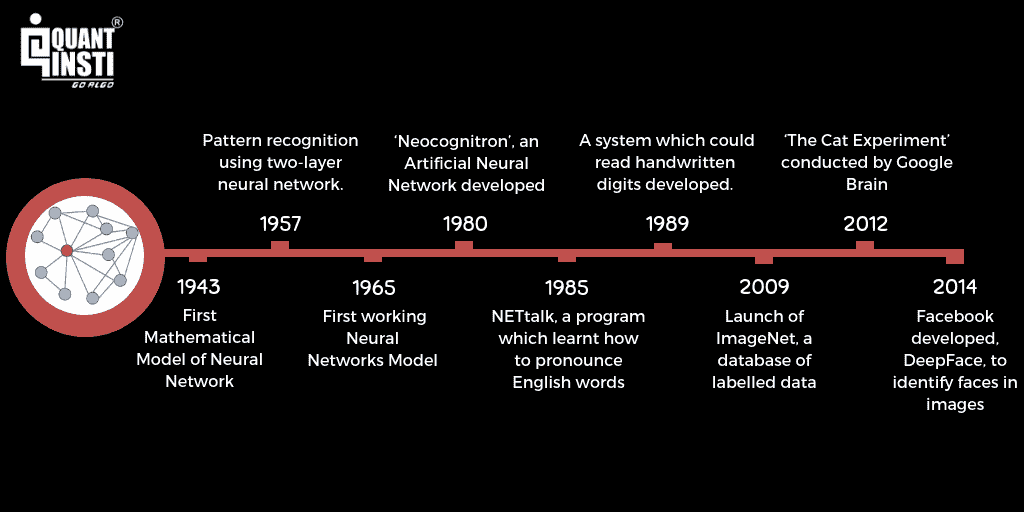 QUANT
INSTI
®
GO ALGO
Pattern recognition
using two-layer
neural network.
1957
‘Neocognitron’, an
Artificial Neural
Network developed
1980
A system which could
read handwritten
digits developed.
1989
‘The Cat Experiment’
conducted by Google
Brain
2012
1943
First
Mathematical
Model of Neural
Network
1965
First working
Neural
Networks Model
1985
NETtalk, a program
which learnt how
to pronounce
English words
2009
Launch of
ImageNet, a
database of
labelled data
2014
Facebook
developed,
DeepFace, to
identify faces in
images